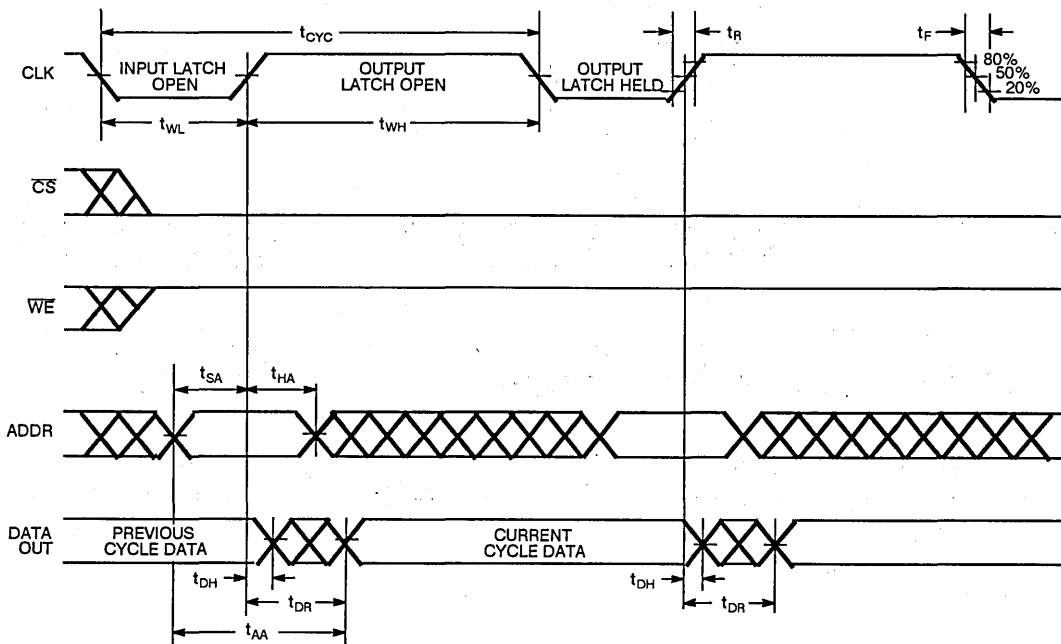 tCYC
tR
tF
CLK
INPUT LATCH
OPEN
OUTPUT
LATCH OPEN
OUTPUT
LATCH HELD
80%
50%
20%
tWL
tWH
CS
WE
tSA
tHA
ADDR
DATA
OUT
PREVIOUS
CYCLE DATA
CURRENT
CYCLE DATA
tDH
tDR
tDH
tDR
tAA